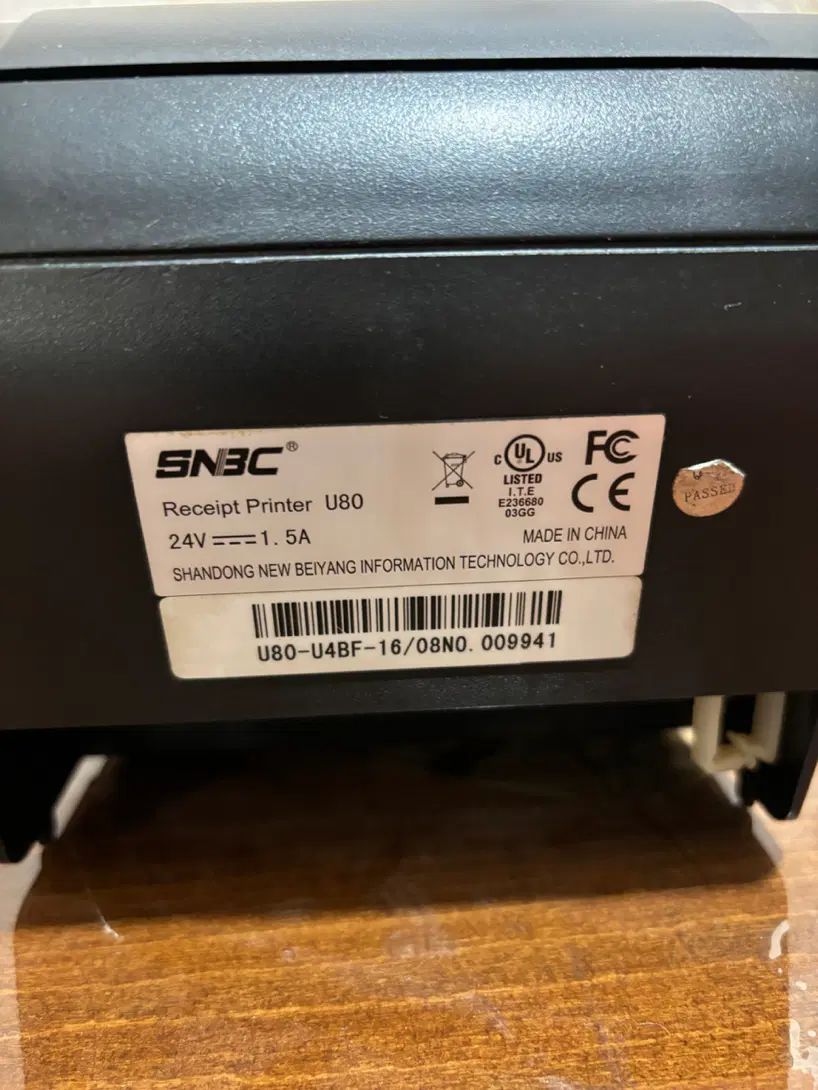 SNBC®
Receipt Printer U80
24V 1.5A
C UL US
LISTED
I.T.E
E236680
03GG
FC
CE
MADE IN CHINA
SHANDONG NEW BEIYANG INFORMATION TECHNOLOGY CO.,LTD.
U80-U4BF-16/08NO.009941
PASSED